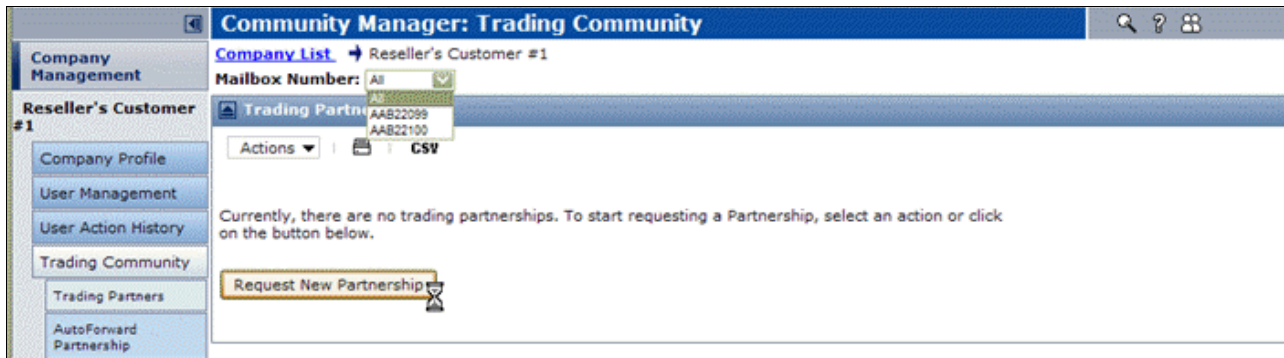 Community Manager: Trading Community
?
Company Management
Company List Reseller's Customer #1
Mailbox Number: All
All
AAB22099
AAB22100
Reseller's Customer #1
Trading Partne
Actions CSV
Company Profile
User Management
User Action History
Trading Community
Trading Partners
AutoForward Partnership
Currently, there are no trading partnerships. To start requesting a Partnership, select an action or click
on the button below.
Request New Partnership